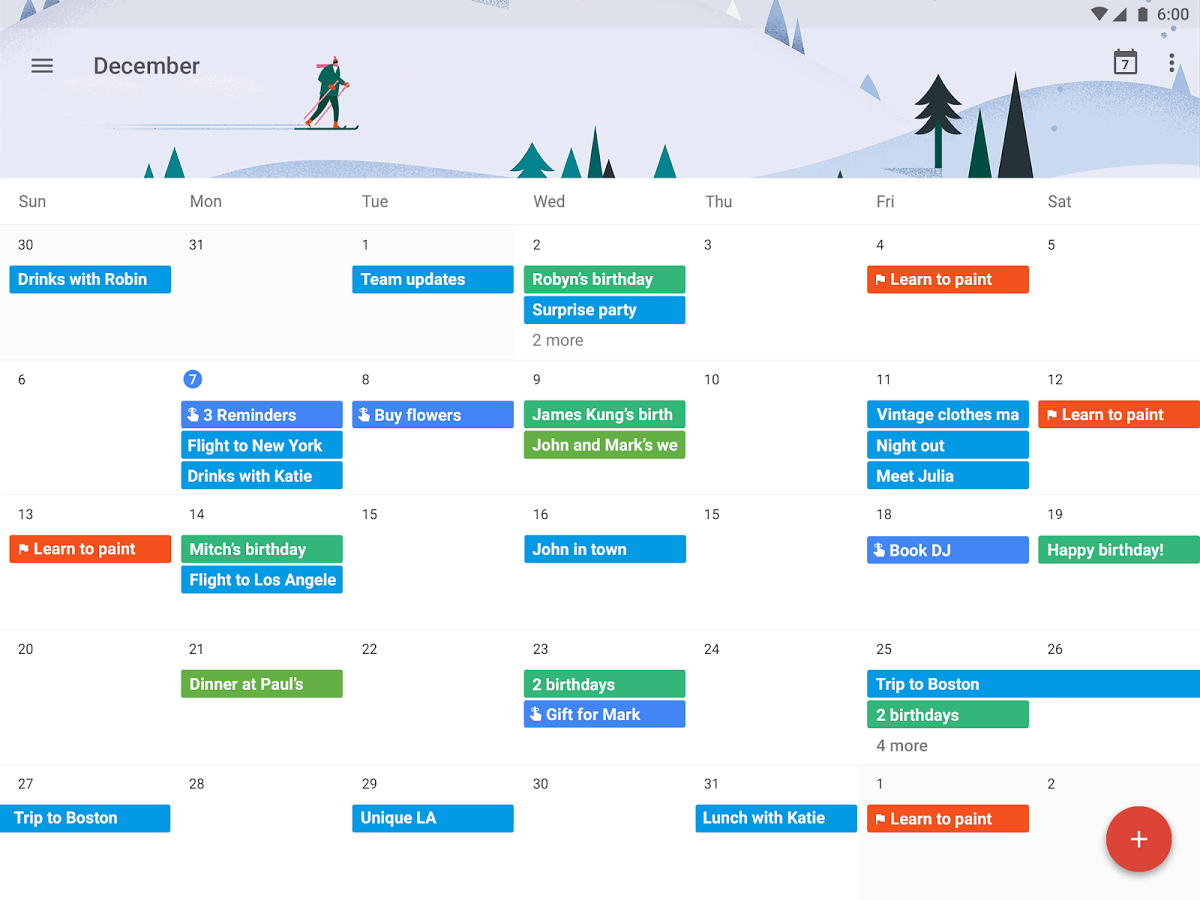 6:00
December
7
Sun Mon Tue Wed Thu Fri Sat
30 31 1 2 3 4 5
Drinks with Robin Team updates Robyn's birthday Learn to paint
Surprise party
2 more
6 7 8 9 10 11 12
3 Reminders Buy flowers James Kung's birth Vintage clothes ma Learn to paint
Flight to New York John and Mark's we Night out
Drinks with Katie Meet Julia
13 14 15 16 15 18 19
Learn to paint Mitch's birthday John in town Book DJ Happy birthday!
Flight to Los Angele
20 21 22 23 24 25 26
Dinner at Paul's 2 birthdays Trip to Boston
Gift for Mark 2 birthdays
4 more
27 28 29 30 31 1 2
Trip to Boston Unique LA Lunch with Katie Learn to paint
+